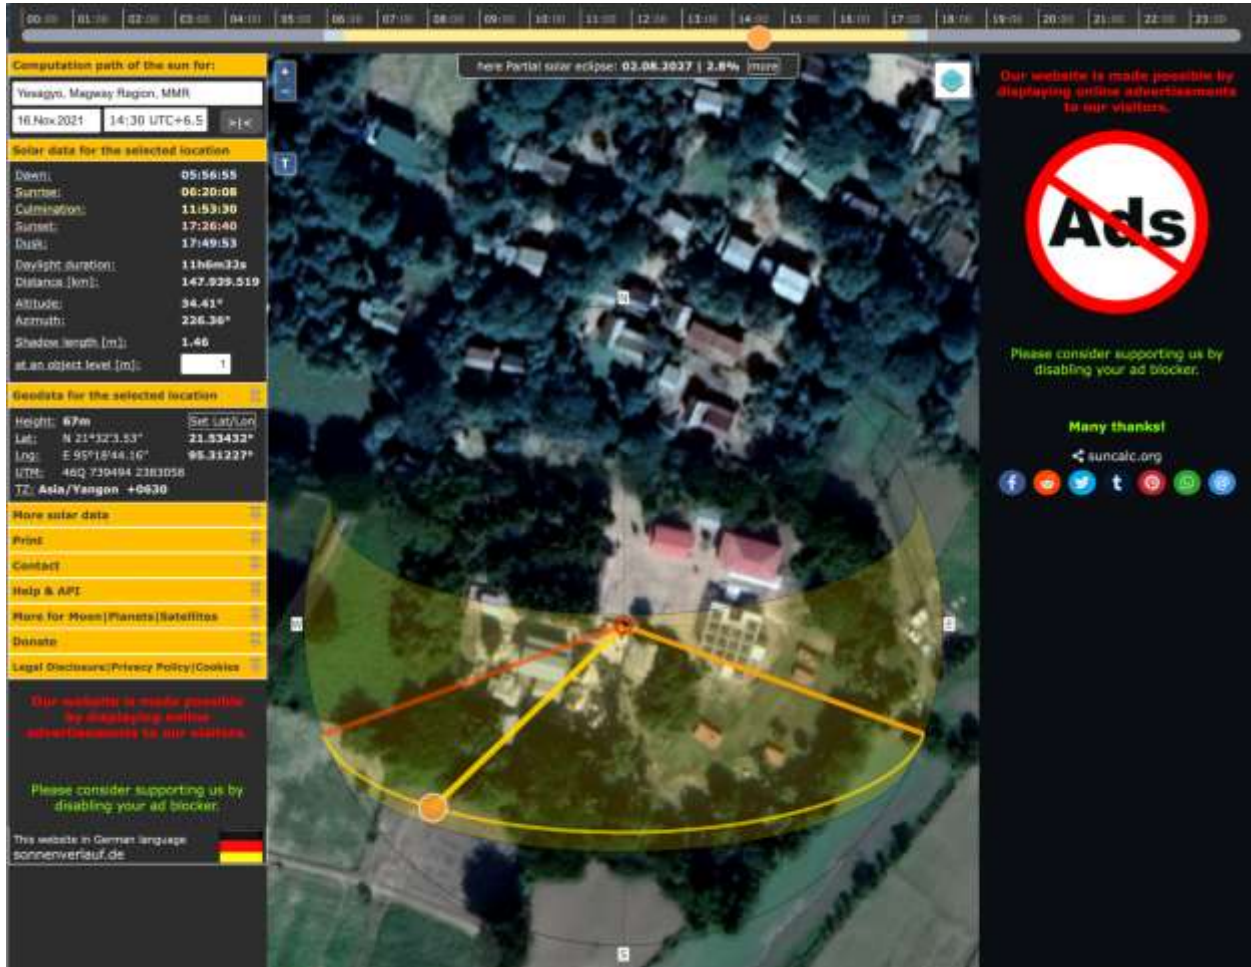 00:00 01:00 02:00 03:00 04:00 05:00 06:00 07:00 08:00 09:00 10:00 11:00 12:00 13:00 14:00 15:00 16:00 17:00 18:00 19:00 20:00 21:00 22:00 23:00
Computation path of the sun for:
Yesagyo, Magway Region, MMR
16.Nov.2021 14:30 UTC+6.5 >|<
Solar data for the selected location
Dawn: 05:56:55
Sunrise: 06:20:08
Culmination: 11:53:30
Sunset: 17:26:40
Dusk: 17:49:53
Daylight duration: 11h6m32s
Distance [km]: 147.939.519
Altitude: 34.41°
Azimuth: 226.36°
Shadow length [m]: 1.46
at an object level [m]: 1
Geodata for the selected location
Height: 67m Set Lat/Lon
Lat: N 21°32'3.53" 21.53432°
Lng: E 95°18'44.16" 95.31227°
UTM: 46Q 739494 2383058
TZ: Asia/Yangon +0630
More solar data
Print
Contact
Help & API
More for Moon|Planets|Satellites
Donate
Legal Disclosure|Privacy Policy|Cookies
Our website is made possible
by displaying online
advertisements to our visitors.
Please consider supporting us by
disabling your ad blocker.
This website in German language
sonnenverlauf.de
here Partial solar eclipse: 02.08.2027 | 2.8% more
+
−
T
N
W
E
S
Our website is made possible by
displaying online advertisements
to our visitors.
Ads
Please consider supporting us by
disabling your ad blocker.
Many thanks!
suncalc.org